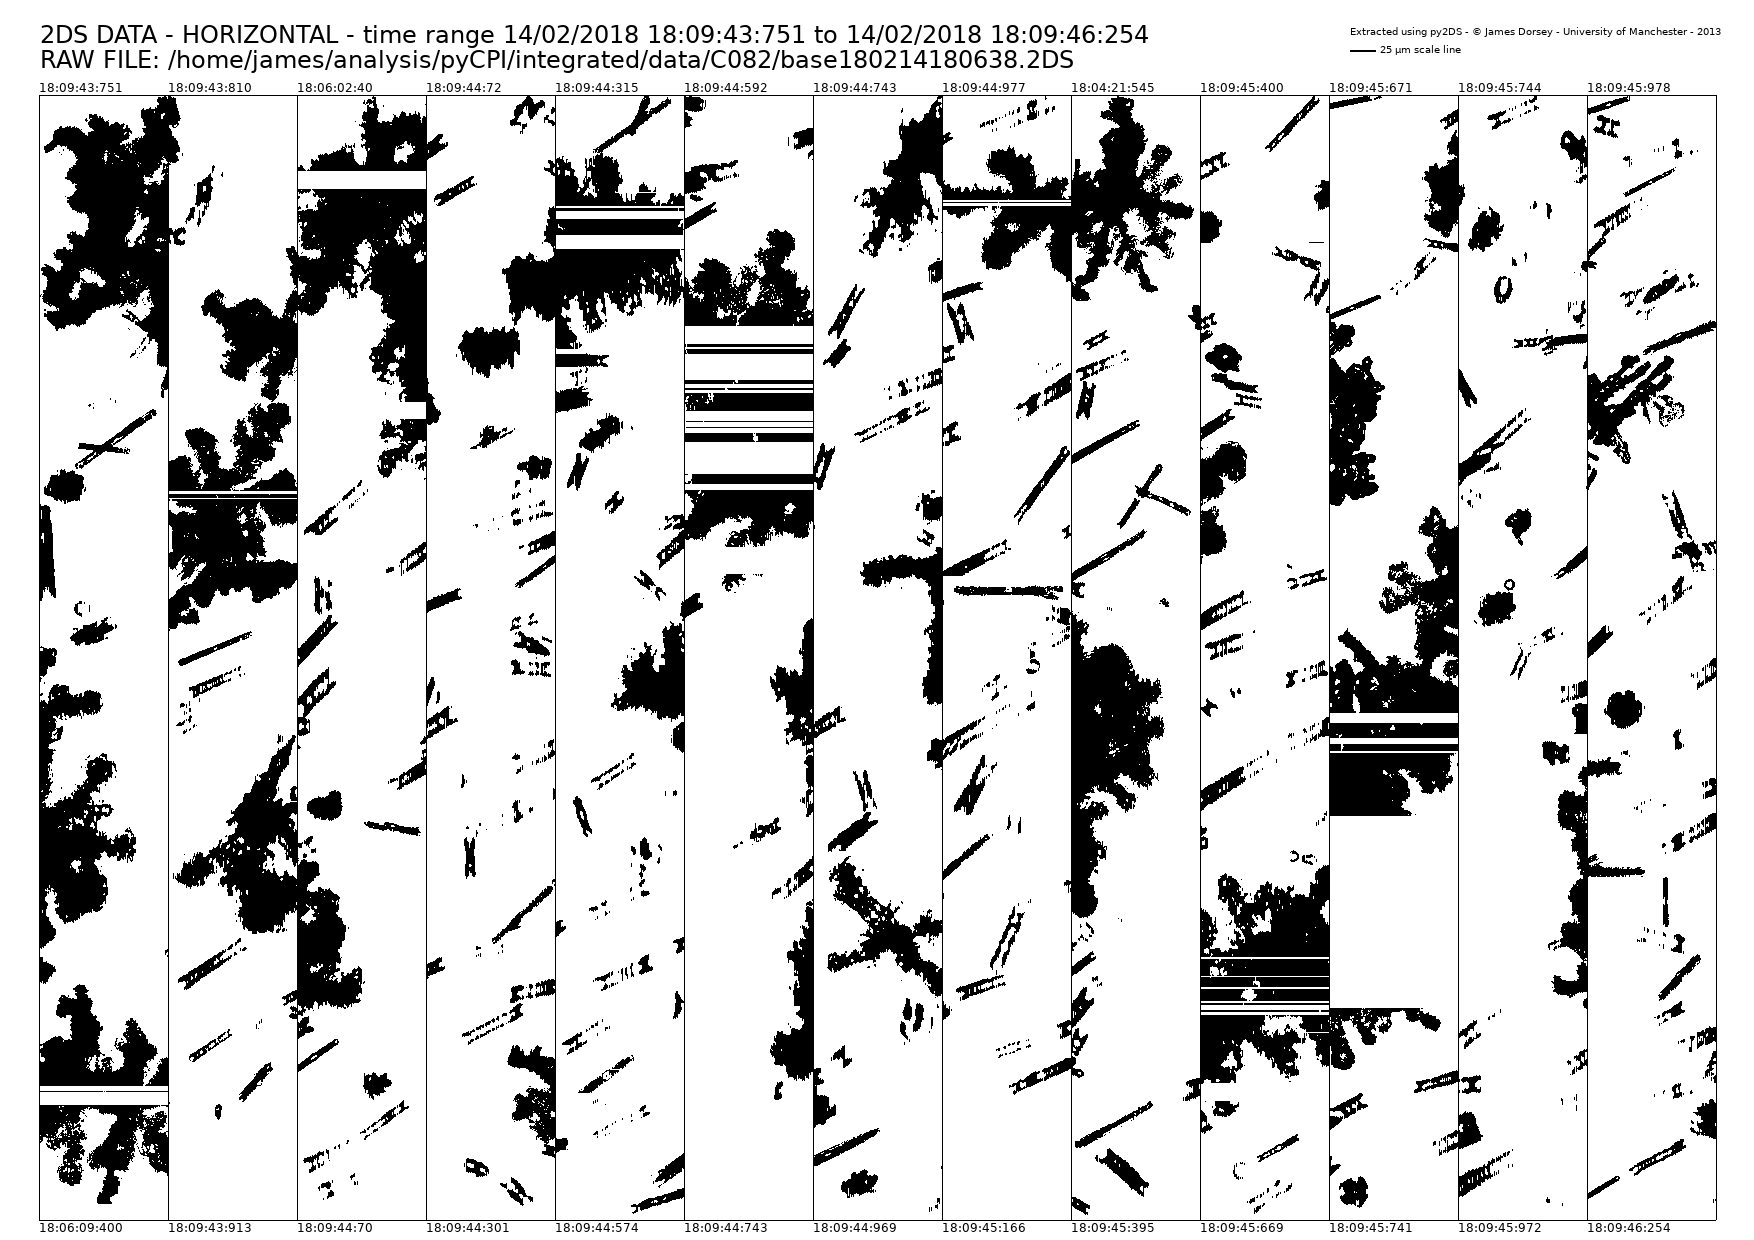 2DS DATA - HORIZONTAL - time range 14/02/2018 18:09:43:751 to 14/02/2018 18:09:46:254
RAW FILE: /home/james/analysis/pyCPI/integrated/data/C082/base180214180638.2DS
Extracted using py2DS - © James Dorsey - University of Manchester - 2013
25 μm scale line
18:09:43:751 18:09:43:810 18:06:02:40 18:09:44:72 18:09:44:315 18:09:44:592 18:09:44:743 18:09:44:977 18:04:21:545 18:09:45:400 18:09:45:671 18:09:45:744 18:09:45:978
18:06:09:400 18:09:43:913 18:09:44:70 18:09:44:301 18:09:44:574 18:09:44:743 18:09:44:969 18:09:45:166 18:09:45:395 18:09:45:669 18:09:45:741 18:09:45:972 18:09:46:254